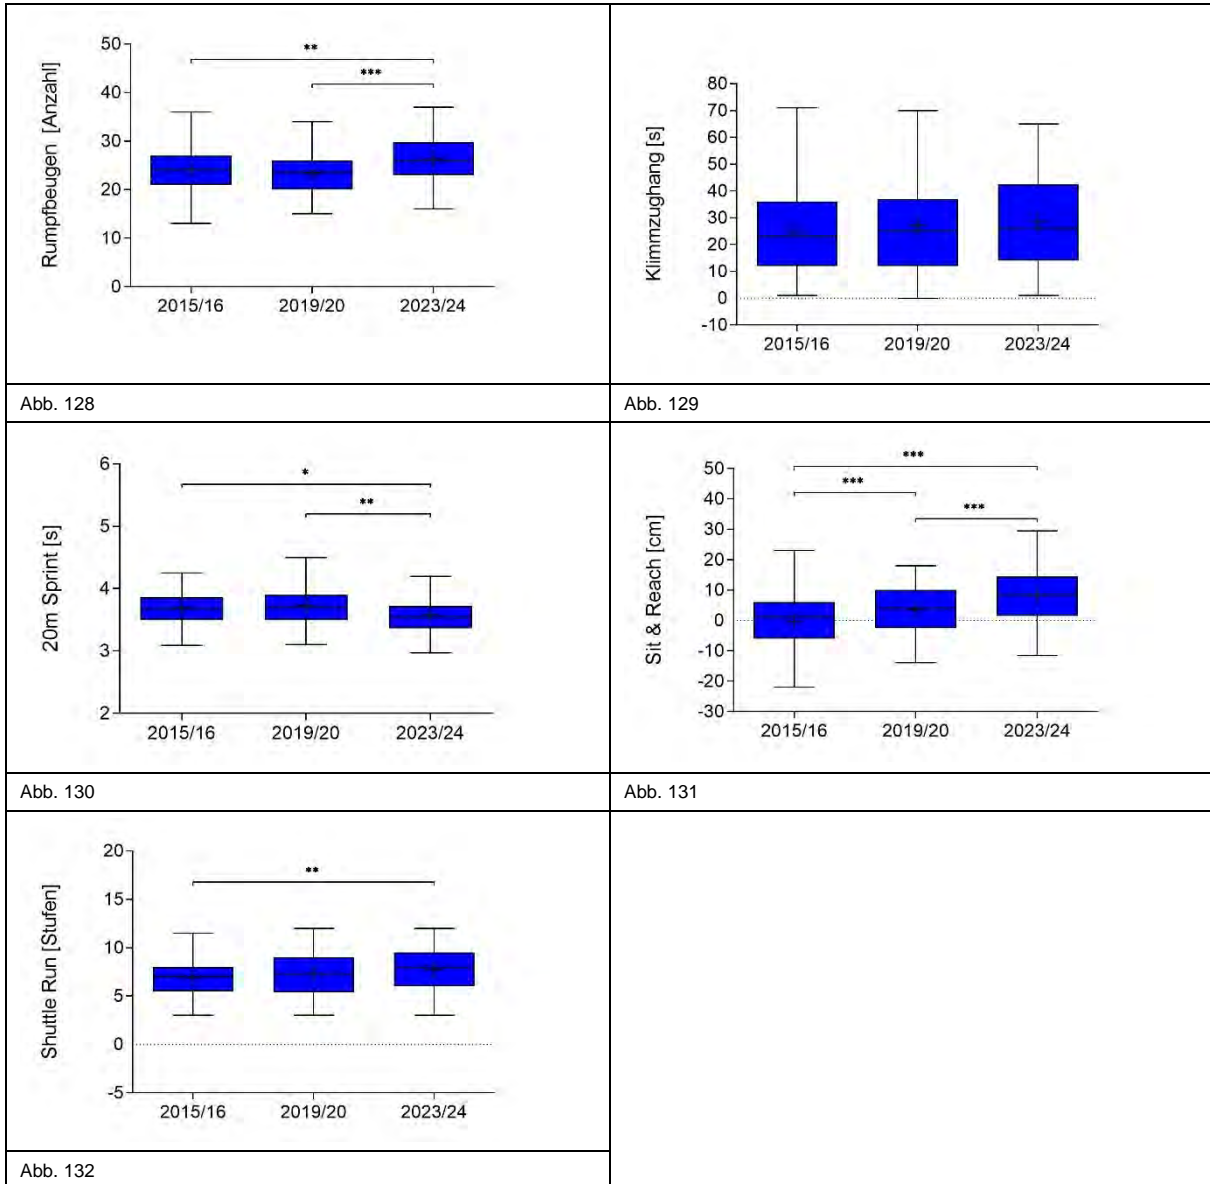 Rumpfbeugen [Anzahl]
50
40
30
20
10
0
**
***
2015/16 2019/20 2023/24
Abb. 128
Klimmzughang [s]
80
70
60
50
40
30
20
10
0
-10
2015/16 2019/20 2023/24
Abb. 129
20m Sprint [s]
6
5
4
3
2
*
**
2015/16 2019/20 2023/24
Abb. 130
Sit & Reach [cm]
50
40
30
20
10
0
-10
-20
-30
***
***
***
2015/16 2019/20 2023/24
Abb. 131
Shuttle Run [Stufen]
20
15
10
5
0
-5
**
2015/16 2019/20 2023/24
Abb. 132